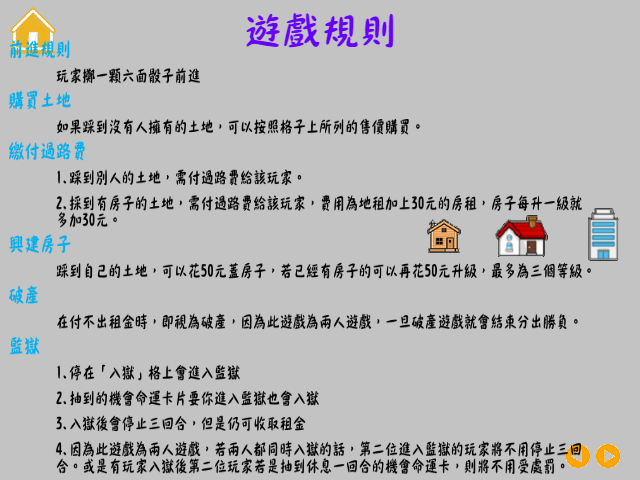 遊戲規則
前進規則
玩家擲一顆六面骰子前進
購買土地
如果踩到沒有人擁有的土地，可以按照格子上所列的售價購買。
繳付過路費
1.踩到別人的土地，需付過路費給該玩家。
2.踩到有房子的土地，需付過路費給該玩家，費用為地租加上30元的房租，房子每升一級就
多加30元。
興建房子
踩到自己的土地，可以花50元蓋房子，若已經有房子的可以再花50元升級，最多為三個等級。
破產
在付不出租金時，即視為破產，因為此遊戲為兩人遊戲，一旦破產遊戲就會結束分出勝負。
監獄
1.停在「入獄」格上會進入監獄
2.抽到的機會命運卡片要你進入監獄也會入獄
3.入獄後會停止三回合，但是仍可收取租金
4.因為此遊戲為兩人遊戲，若兩人都同時入獄的話，第二位進入監獄的玩家將不用停止三回
合。或是有玩家入獄後第二位玩家若是抽到休息一回合的機會命運卡，則將不用受處罰。